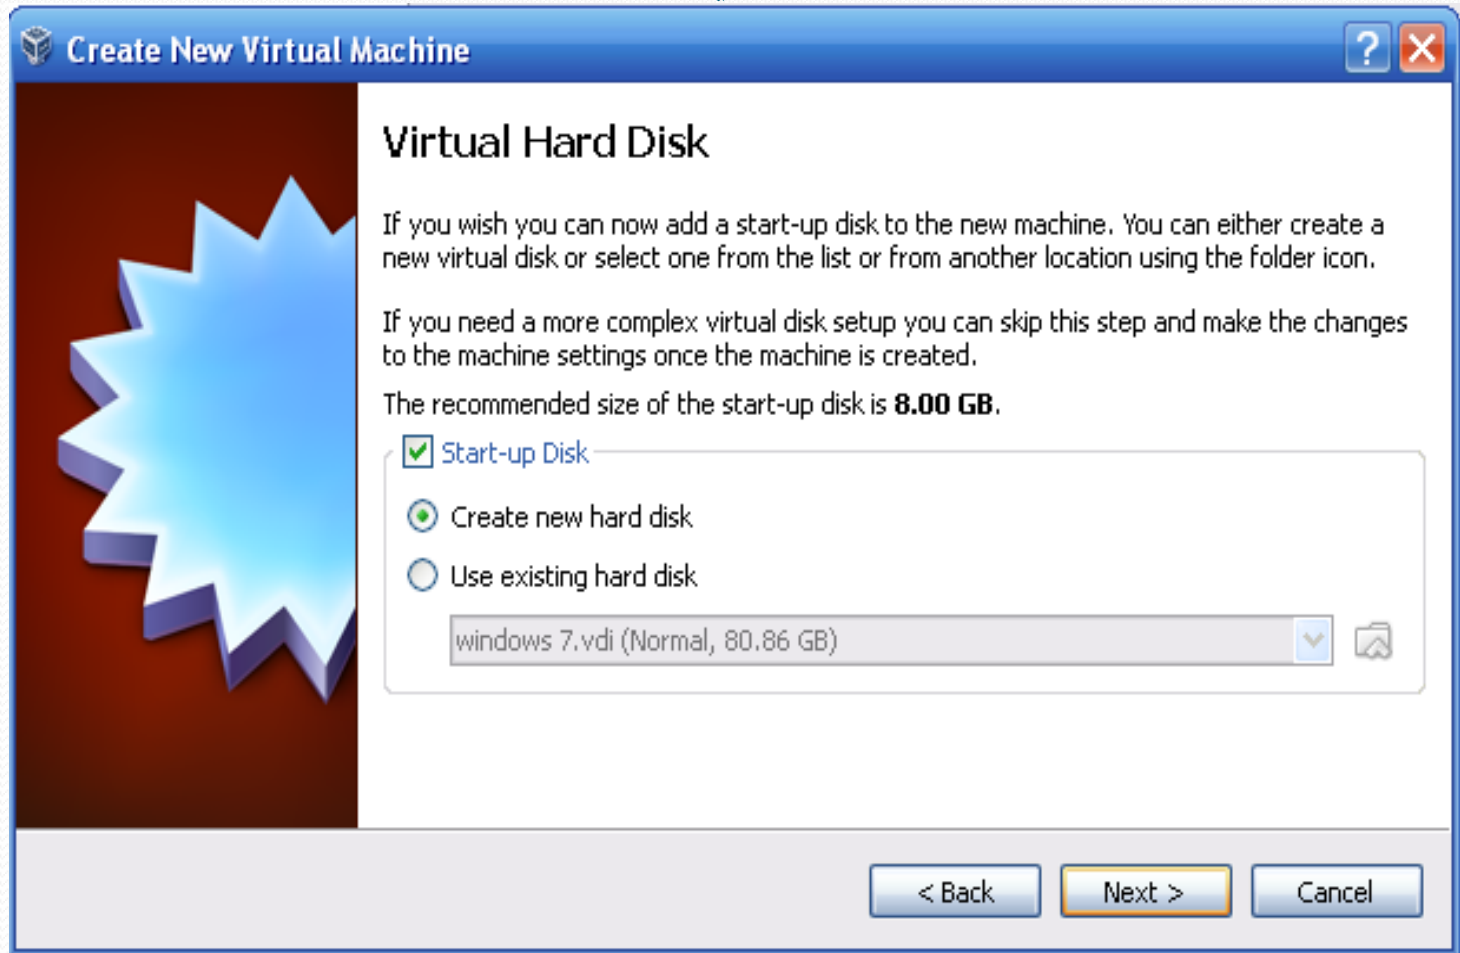 Create New Virtual Machine
?
Virtual Hard Disk
If you wish you can now add a start-up disk to the new machine. You can either create a
new virtual disk or select one from the list or from another location using the folder icon.
If you need a more complex virtual disk setup you can skip this step and make the changes
to the machine settings once the machine is created.
The recommended size of the start-up disk is 8.00 GB.
Start-up Disk
Create new hard disk
Use existing hard disk
windows 7.vdi (Normal, 80.86 GB)
< Back
Next >
Cancel